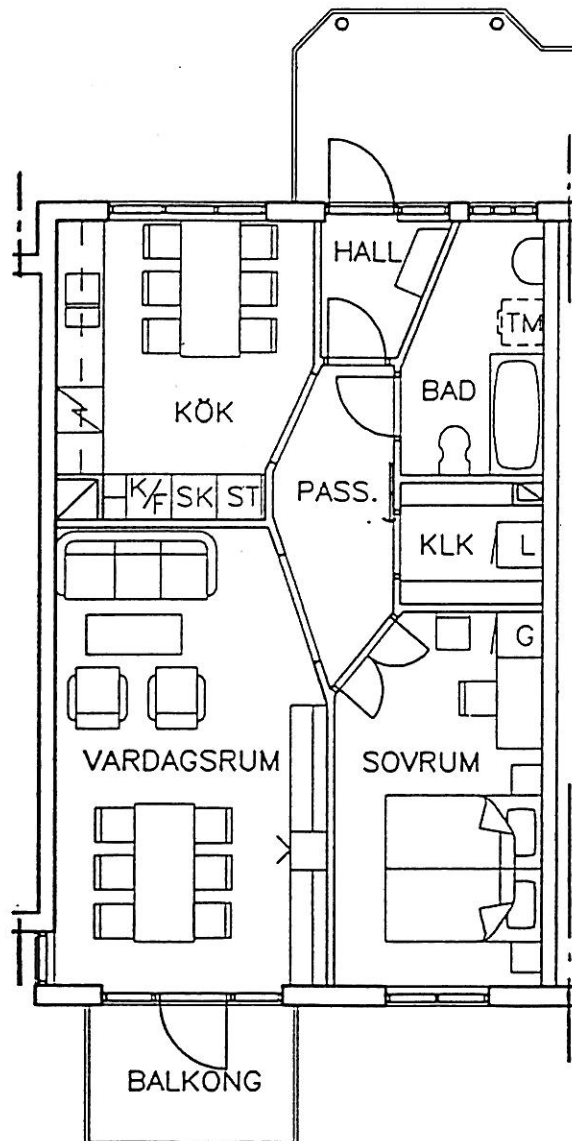 HALL
TM
BAD
KÖK
K/F SK ST
PASS.
KLK
L
G
VARDAGSRUM
SOVRUM
BALKONG